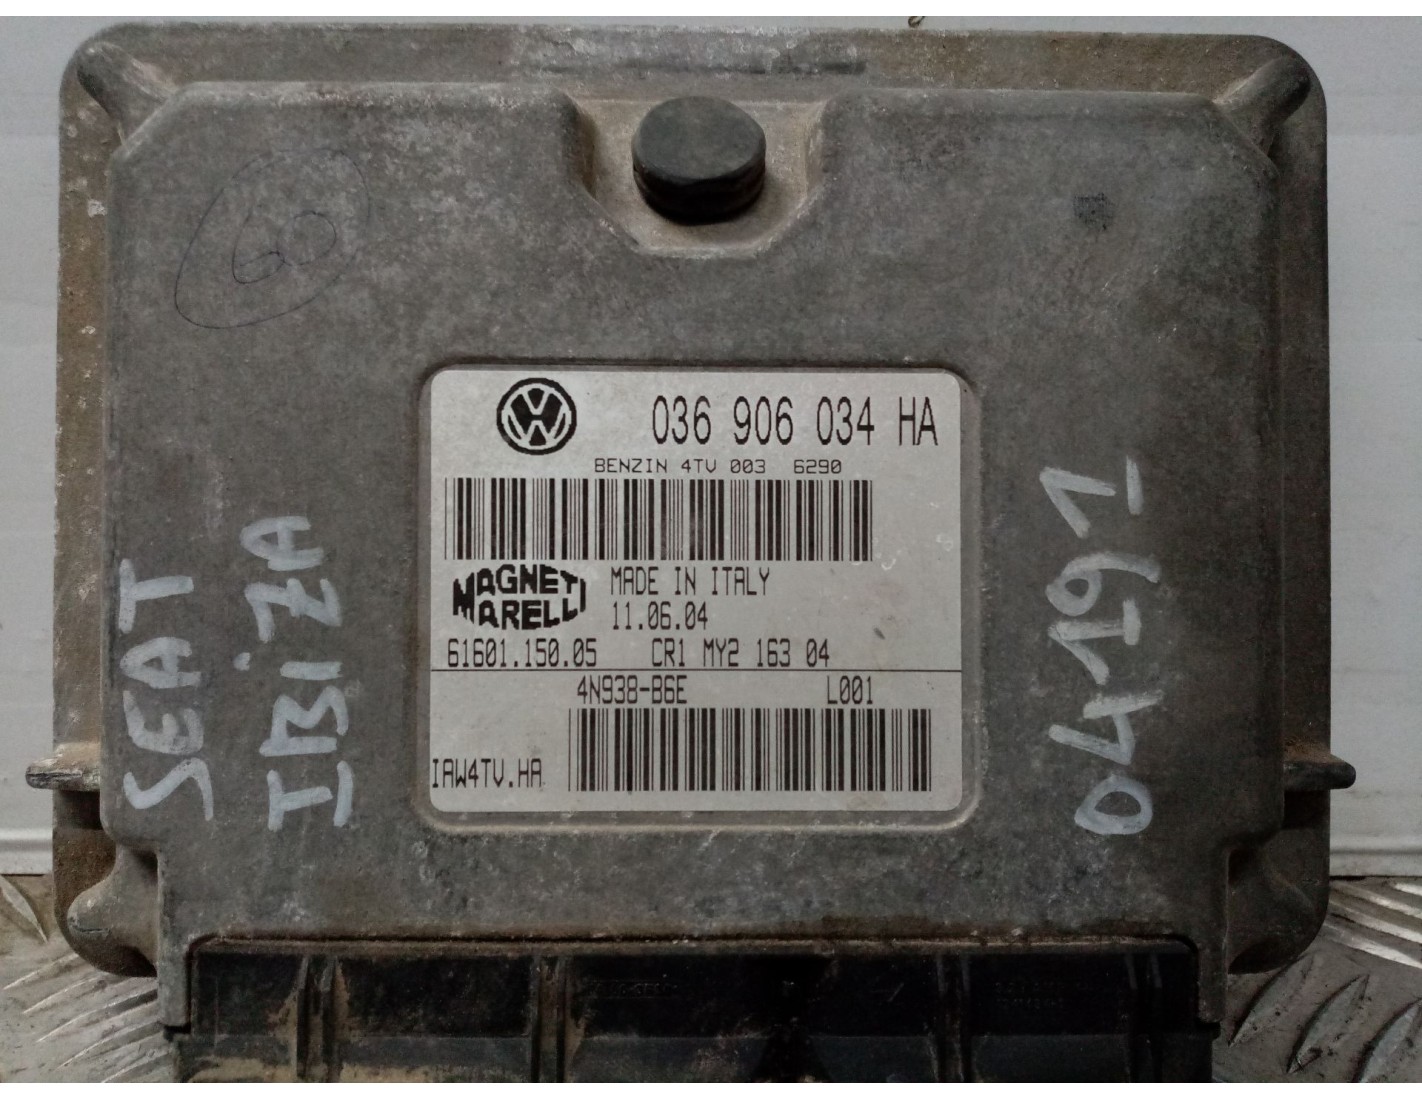 60
036 906 034 HA
BENZIN 4TV 003 6290
MAGNETI
MARELLI
MADE IN ITALY
11.06.04
61601.150.05 CR1 MY2 163 04
4N938-B6E L001
IAW4TV.HA
SEAT
IBiZA
04191